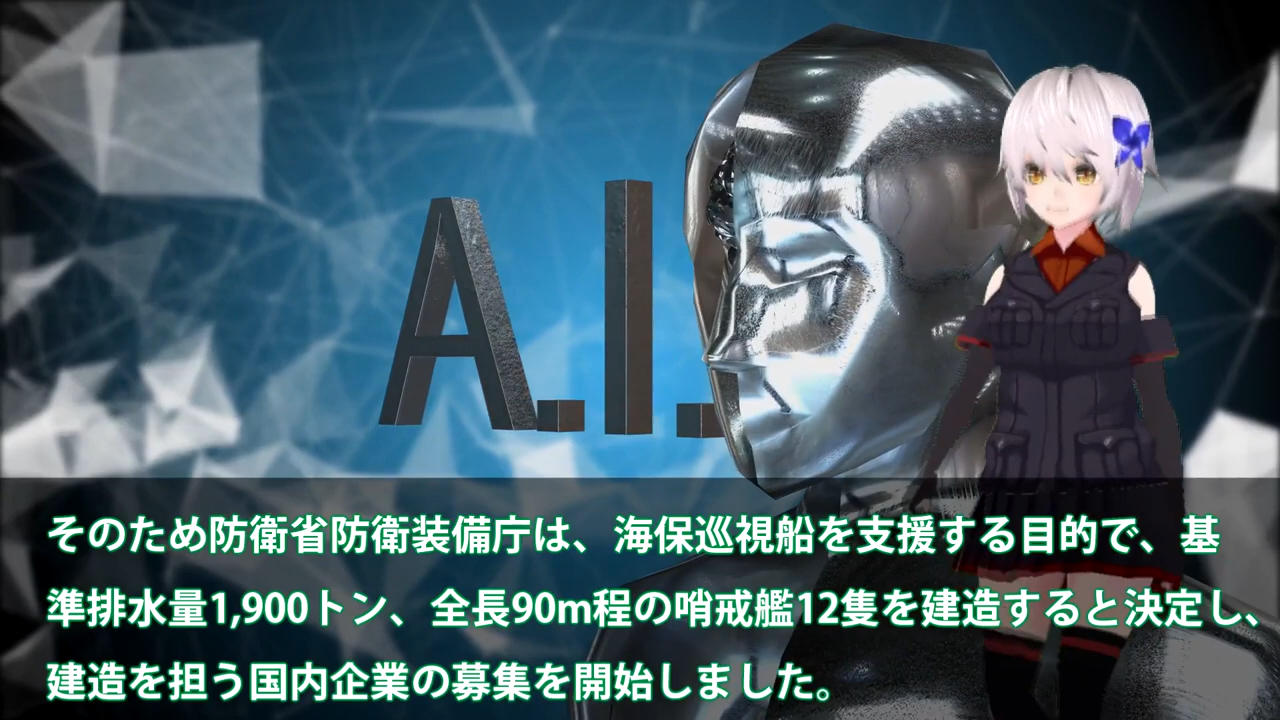 A.I.
そのため防衛省防衛装備庁は、海保巡視船を支援する目的で、基
準排水量1,900トン、全長90m程の哨戒艦12隻を建造すると決定し、
建造を担う国内企業の募集を開始しました。